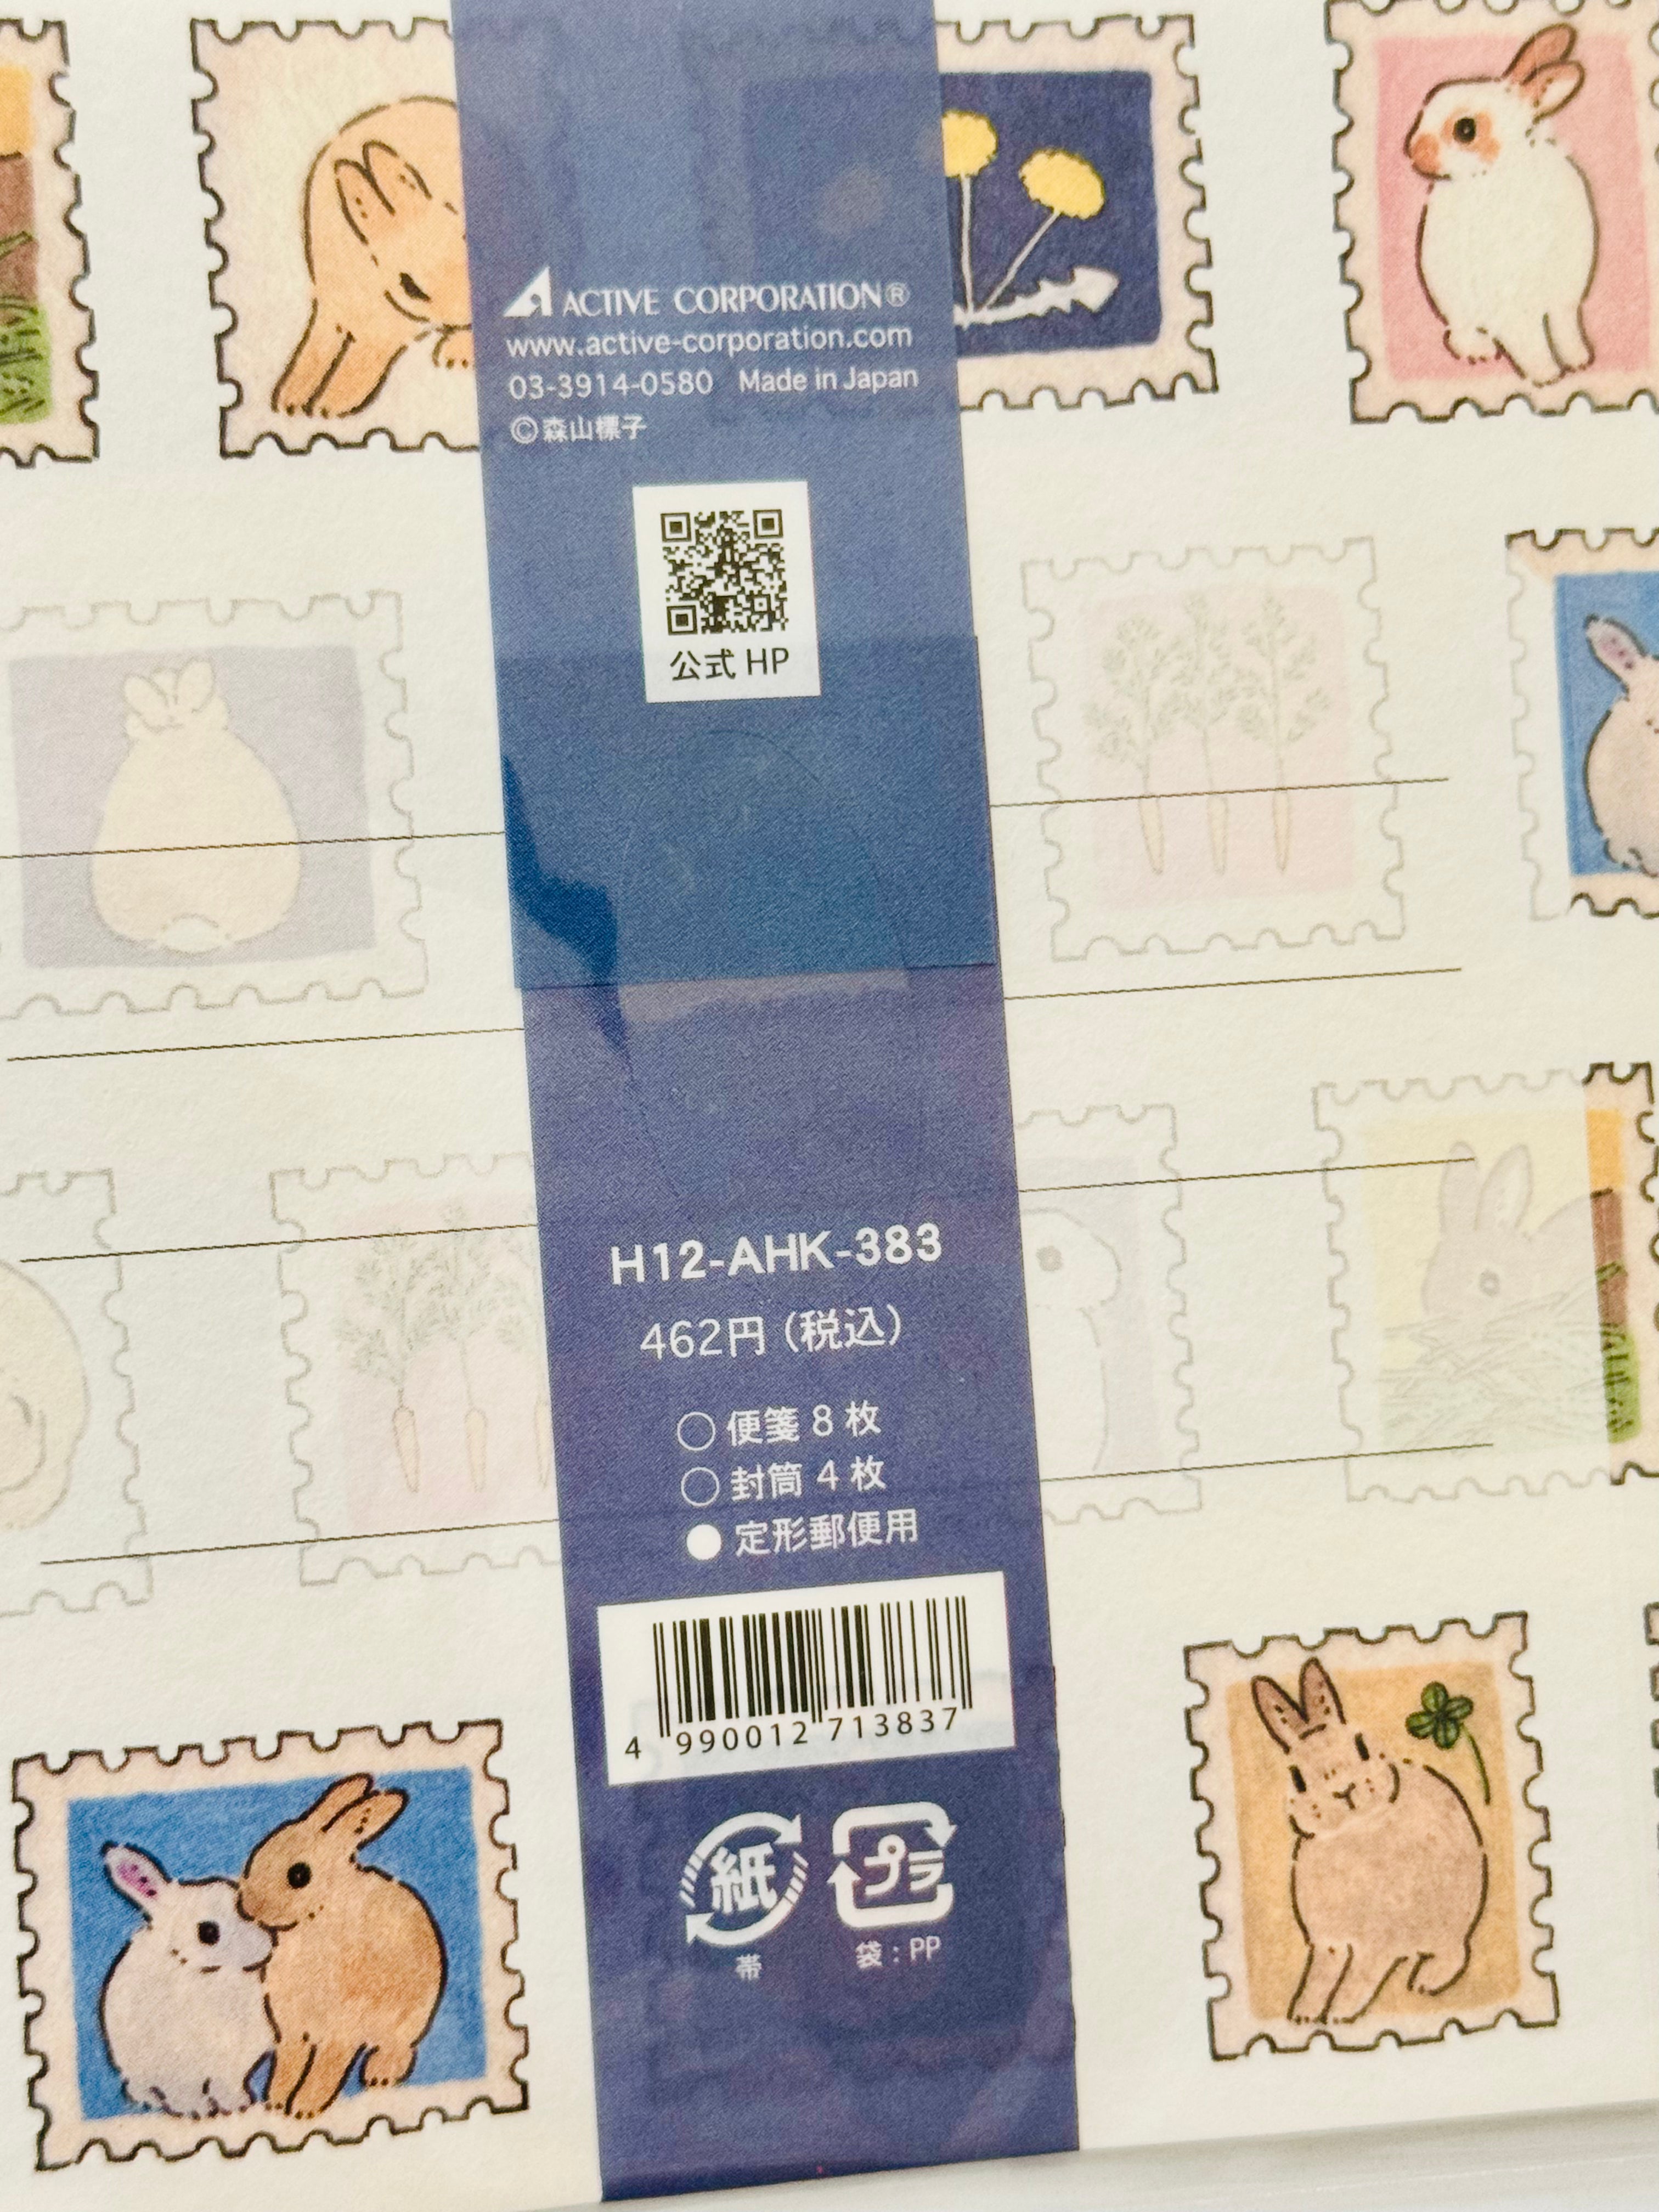 ACTIVE CORPORATION®
www.active-corporation.com
03-3914-0580 Made in Japan
©森山標子
公式 HP
H12-AHK-383
462円（税込）
○ 便箋 8 枚
○ 封筒 4 枚
● 定形郵便用
4 990012 713837
紙 プラ
帯 袋：PP